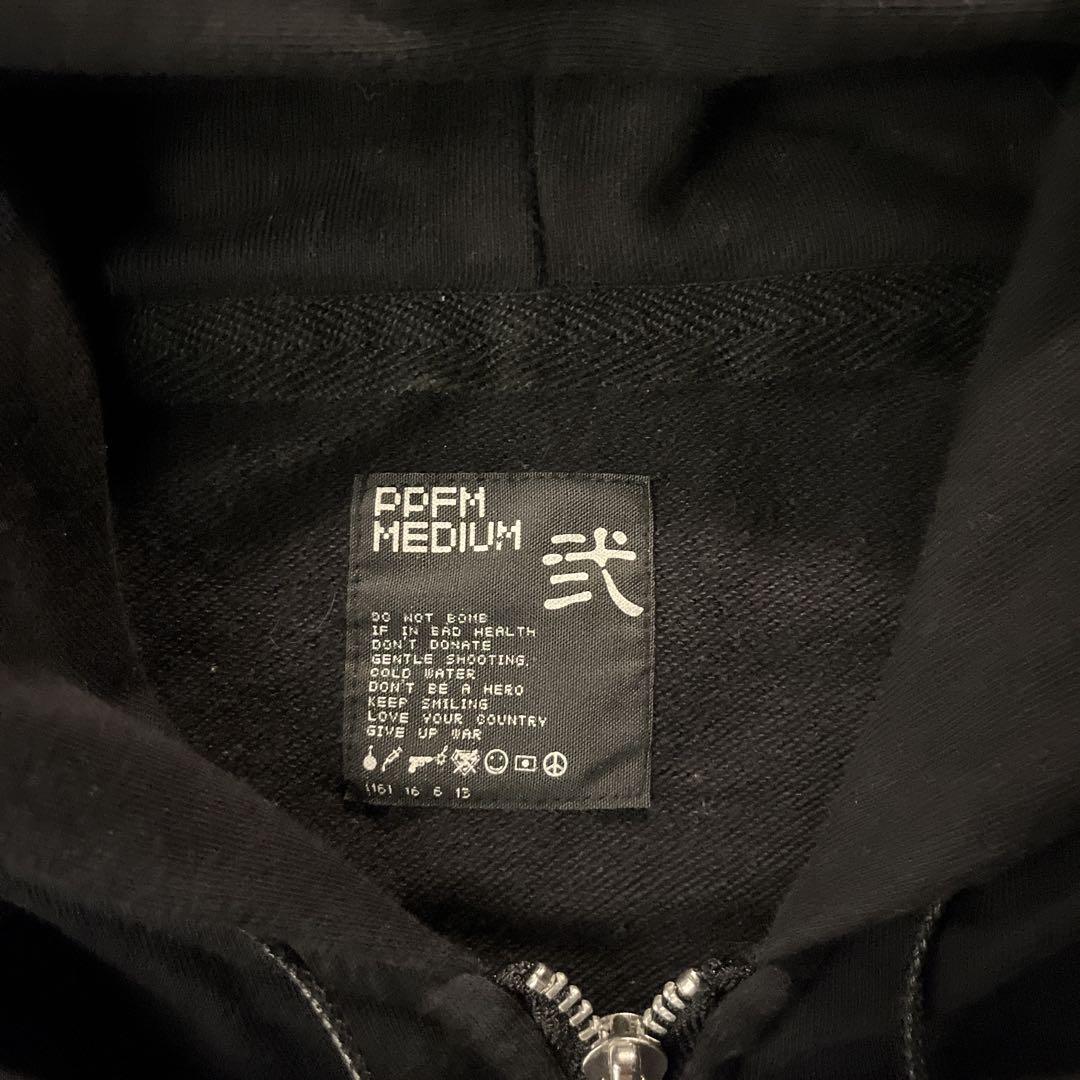 PPFM
MEDIUM
弐
DO NOT BOMB
IF IN BAD HEALTH
DON'T DONATE
GENTLE SHOOTING,
COLD WATER
DON'T BE A HERO
KEEP SMILING
LOVE YOUR COUNTRY
GIVE UP WAR
(16) 16 6 13